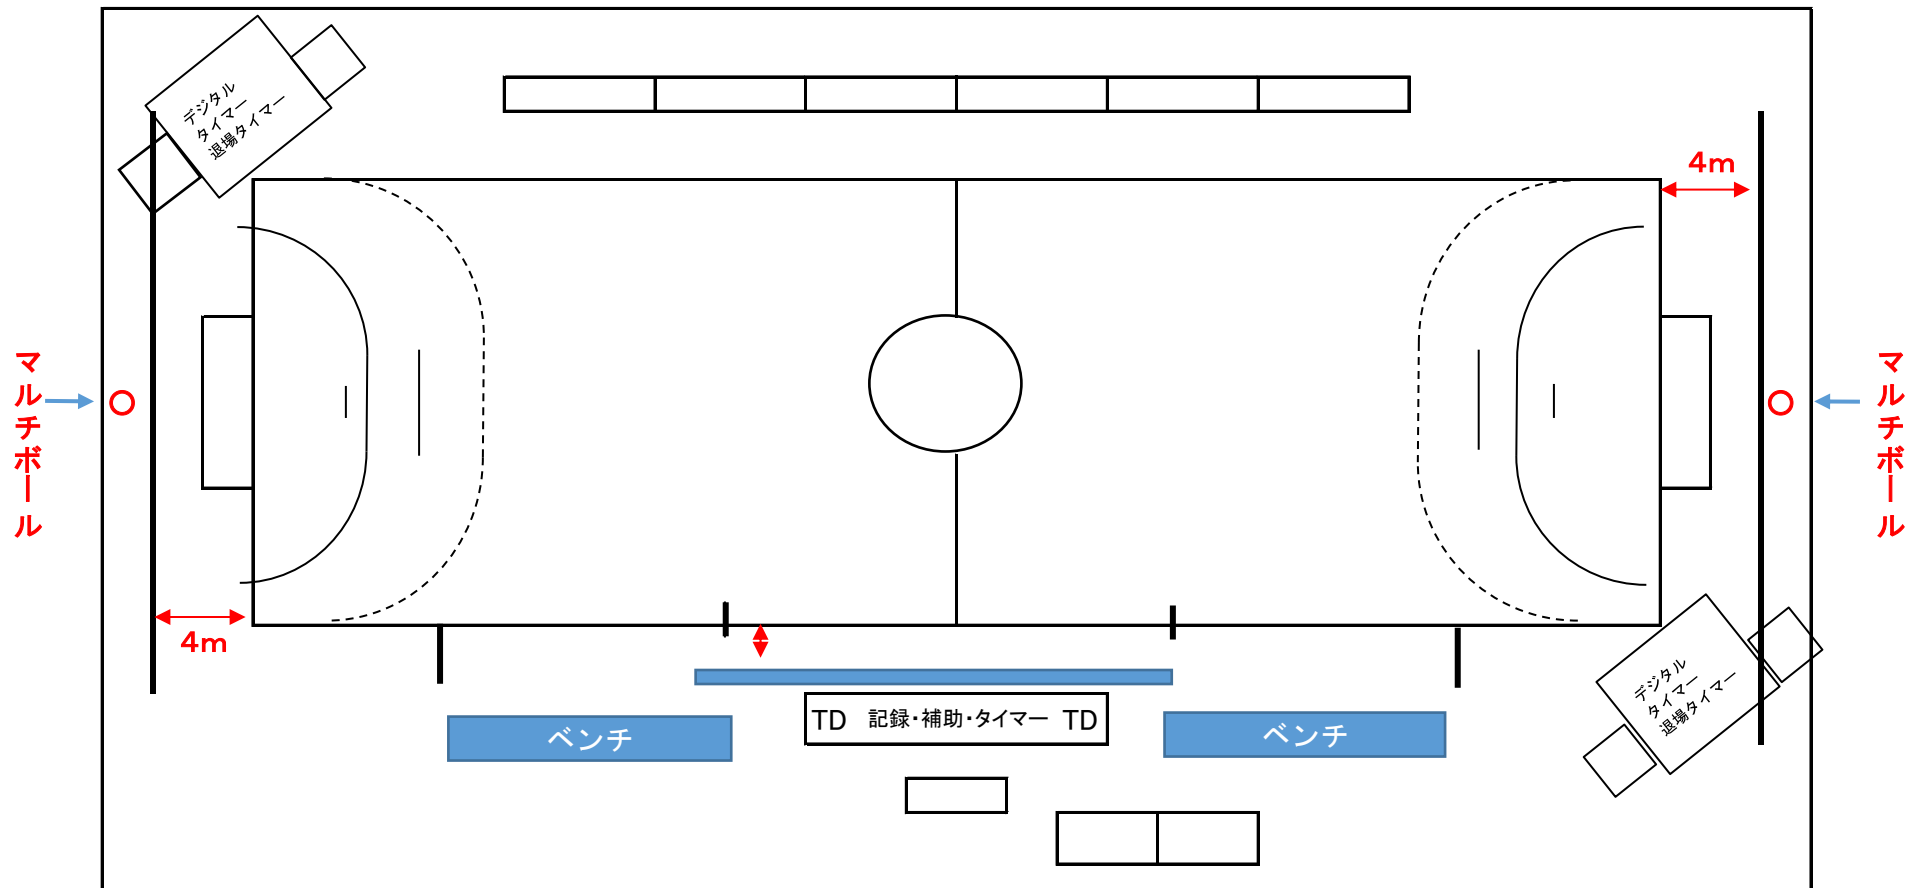 デジタル
タイマー
退場タイマー
4m
マルチボール
マルチボール
4m
デジタル
タイマー
退場タイマー
TD 記録・補助・タイマー TD
ベンチ
ベンチ